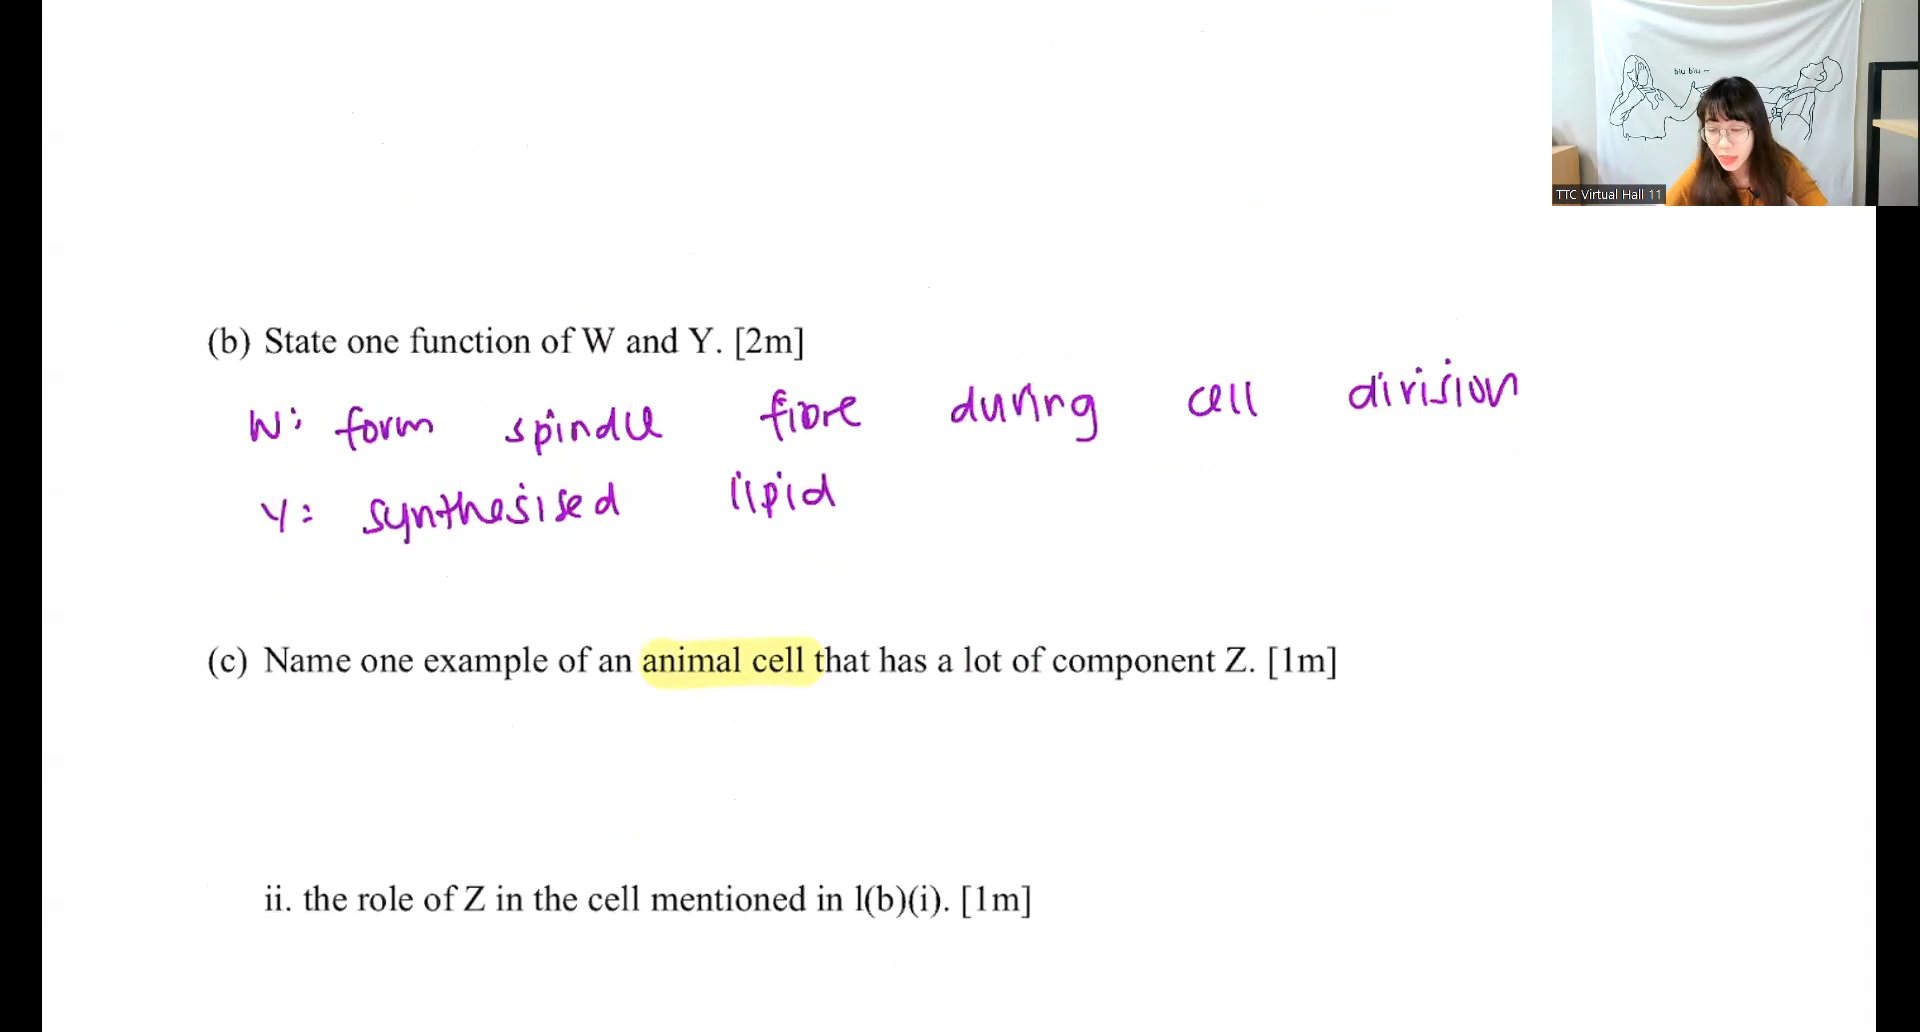 biu biu ~
TTC Virtual Hall 11
(b) State one function of W and Y. [2m]
W: form spindle fibre during cell division
Y: synthesised lipid
(c) Name one example of an animal cell that has a lot of component Z. [1m]
ii. the role of Z in the cell mentioned in l(b)(i). [1m]